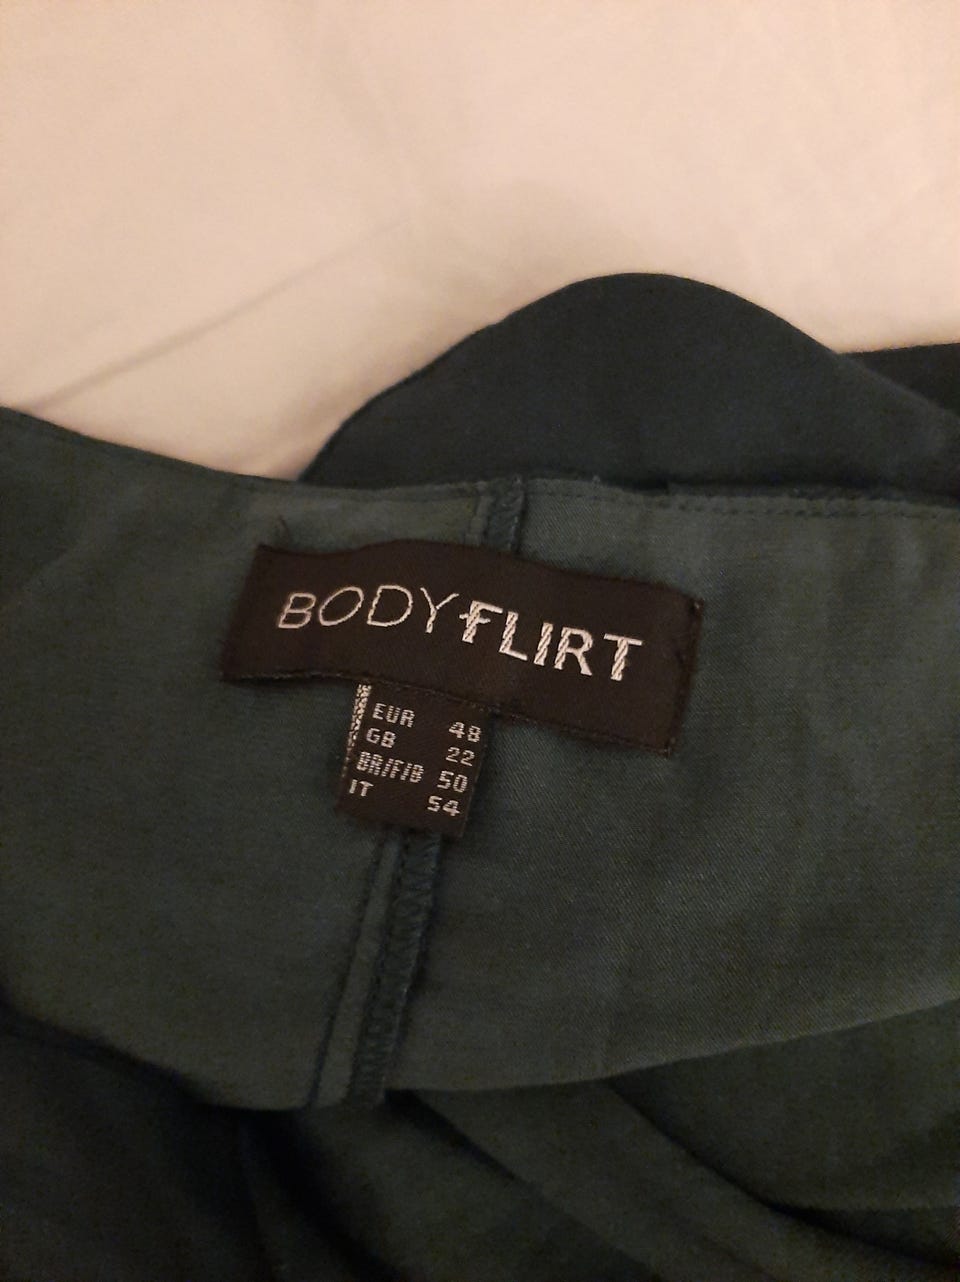 BODYFLIRT
EUR 48
GB 22
BR/F/B 50
IT 54